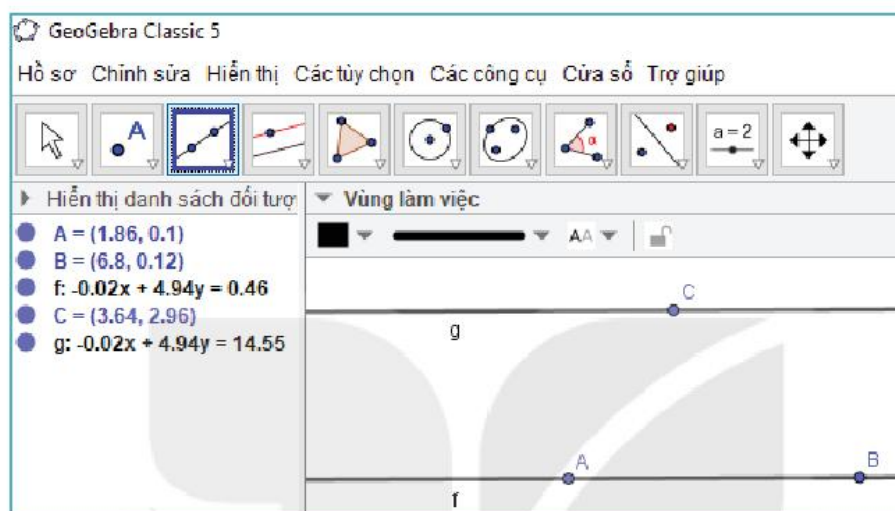 GeoGebra Classic 5
Hồ sơ Chỉnh sửa Hiển thị Các tùy chọn Các công cụ Cửa sổ Trợ giúp
A α a = 2
Hiển thị danh sách đối tượ Vùng làm việc
AA
A = (1.86, 0.1)
B = (6.8, 0.12)
f: -0.02x + 4.94y = 0.46
C = (3.64, 2.96)
g: -0.02x + 4.94y = 14.55
C
g
A B
f